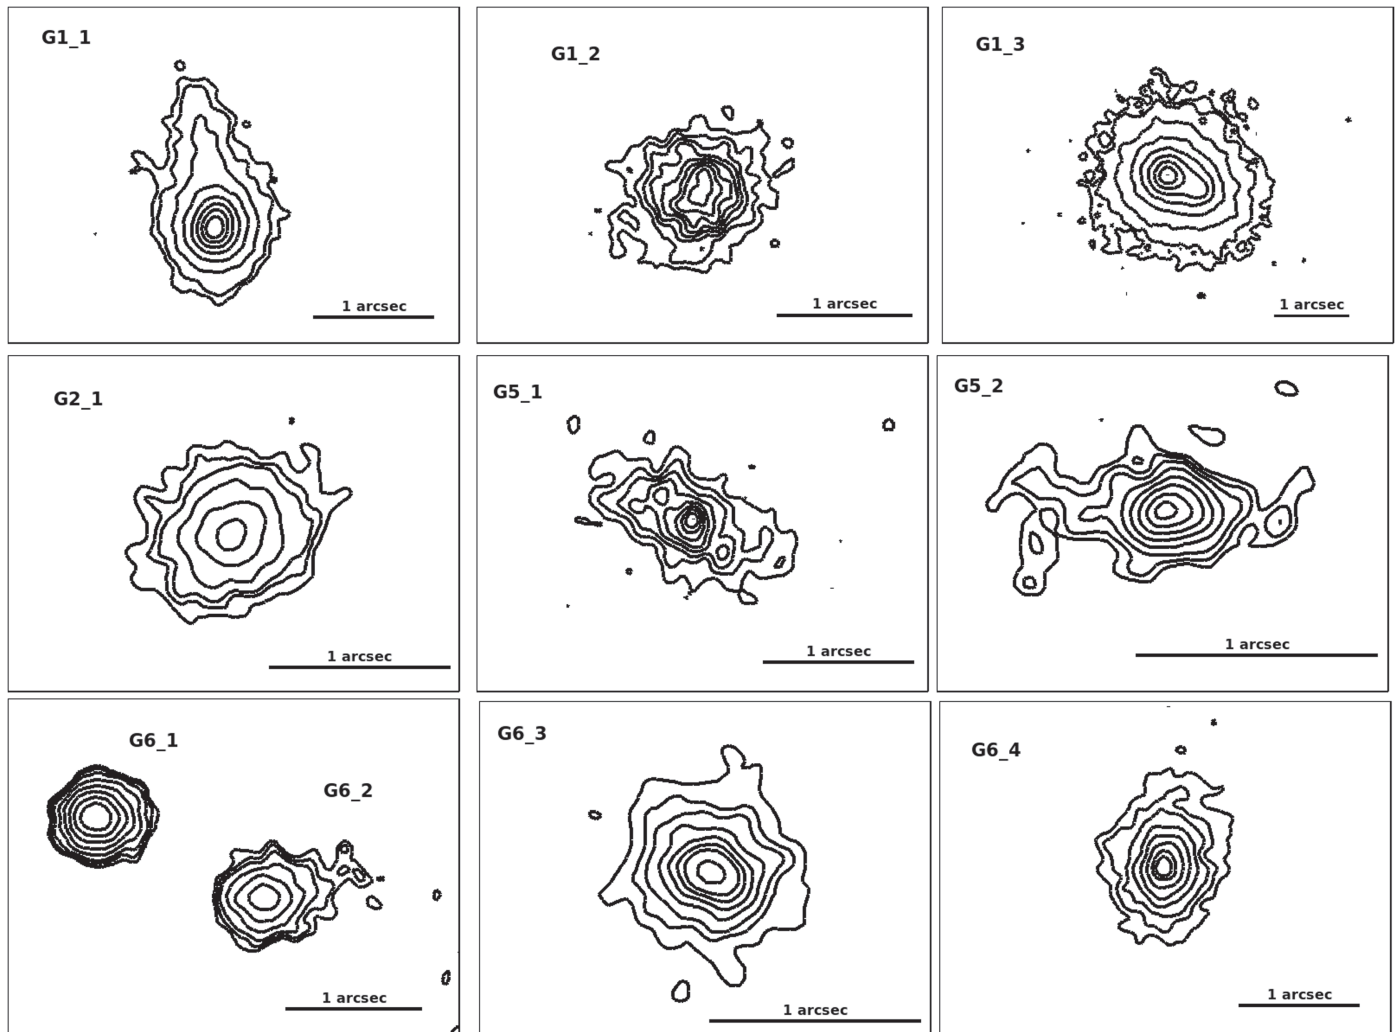 G1_1
1 arcsec
G1_2
1 arcsec
G1_3
1 arcsec
G2_1
1 arcsec
G5_1
1 arcsec
G5_2
1 arcsec
G6_1
G6_2
1 arcsec
G6_3
1 arcsec
G6_4
1 arcsec